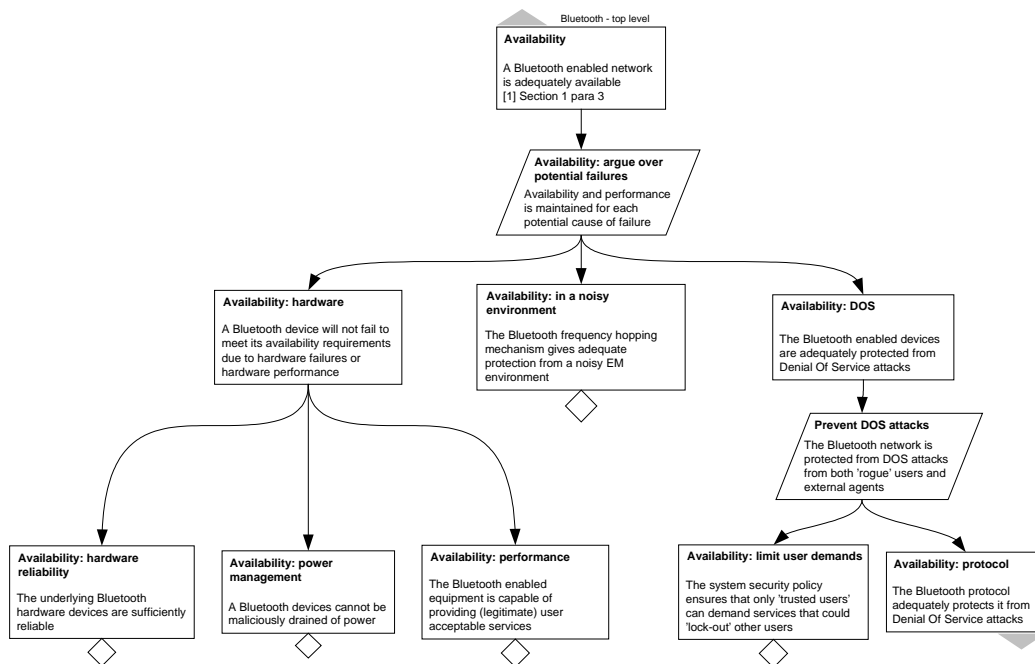 Bluetooth - top level
Availability
A Bluetooth enabled network
is adequately available
[1] Section 1 para 3
Availability: argue over
potential failures
Availability and performance
is maintained for each
potential cause of failure
Availability: hardware
A Bluetooth device will not fail to
meet its availability requirements
due to hardware failures or
hardware performance
Availability: in a noisy
environment
The Bluetooth frequency hopping
mechanism gives adequate
protection from a noisy EM
environment
Availability: DOS
The Bluetooth enabled devices
are adequately protected from
Denial Of Service attacks
Prevent DOS attacks
The Bluetooth network is
protected from DOS attacks
from both 'rogue' users and
external agents
Availability: hardware
reliability
The underlying Bluetooth
hardware devices are sufficiently
reliable
Availability: power
management
A Bluetooth devices cannot be
maliciously drained of power
Availability: performance
The Bluetooth enabled
equipment is capable of
providing (legitimate) user
acceptable services
Availability: limit user demands
The system security policy
ensures that only 'trusted users'
can demand services that could
'lock-out' other users
Availability: protocol
The Bluetooth protocol
adequately protects it from
Denial Of Service attacks